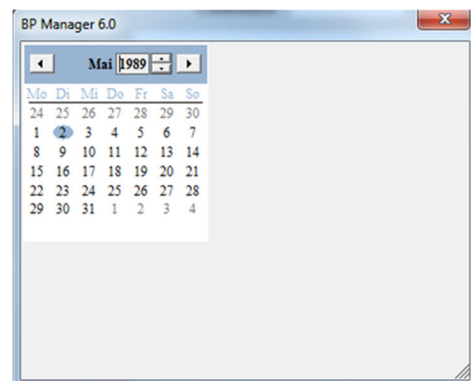 BP Manager 6.0
Mai 1989
Mo Di Mi Do Fr Sa So
24 25 26 27 28 29 30
1 2 3 4 5 6 7
8 9 10 11 12 13 14
15 16 17 18 19 20 21
22 23 24 25 26 27 28
29 30 31 1 2 3 4